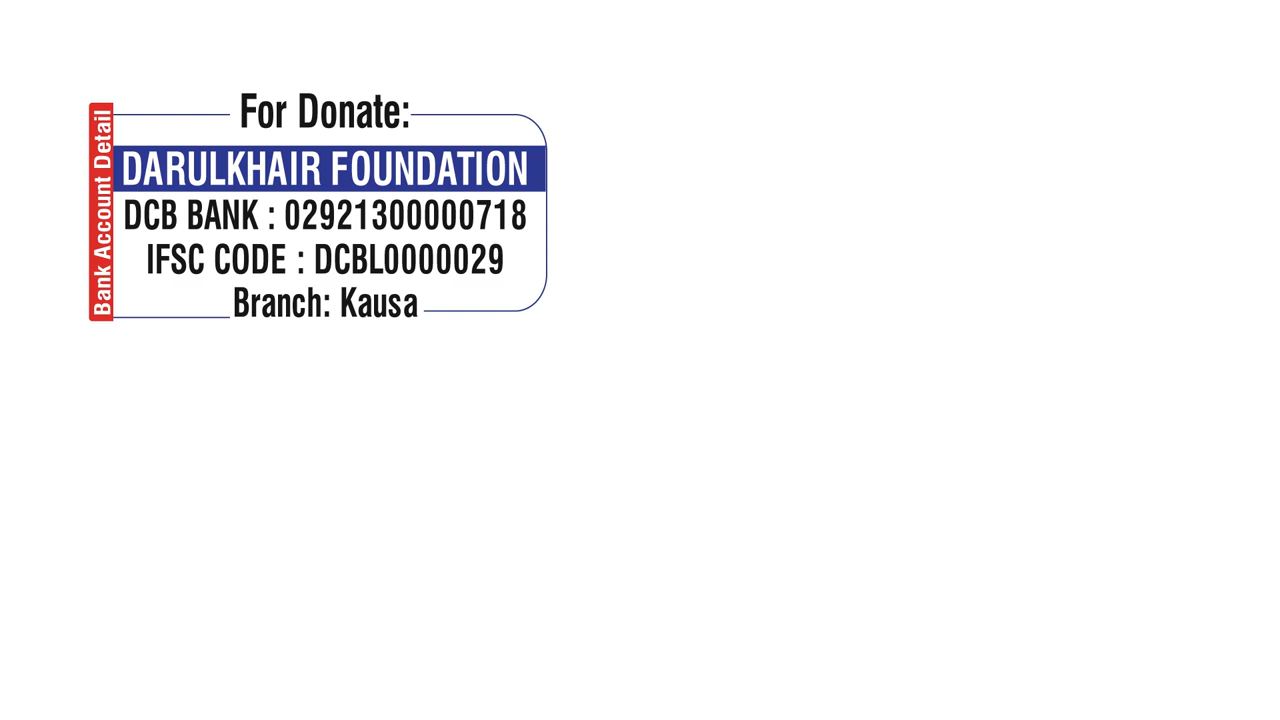 For Donate:
Bank Account Detail
DARULKHAIR FOUNDATION
DCB BANK : 02921300000718
IFSC CODE : DCBL0000029
Branch: Kausa